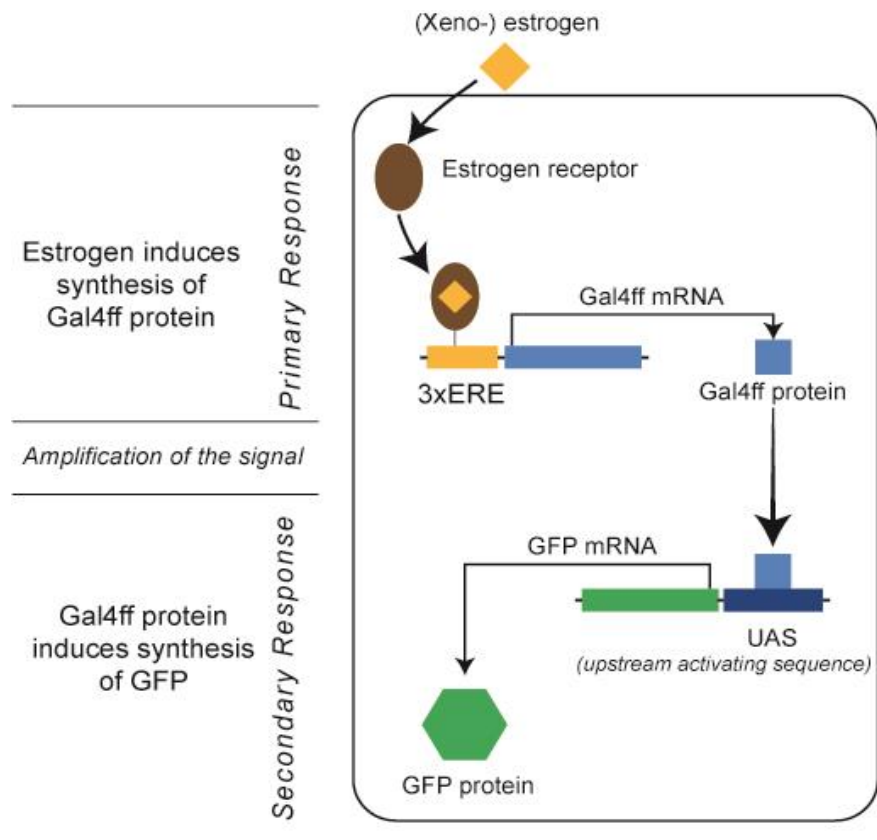 (Xeno-) estrogen
Estrogen receptor
Primary Response
Estrogen induces
synthesis of
Gal4ff protein
Gal4ff mRNA
3xERE
Gal4ff protein
Amplification of the signal
GFP mRNA
Secondary Response
Gal4ff protein
induces synthesis
of GFP
UAS
(upstream activating sequence)
GFP protein